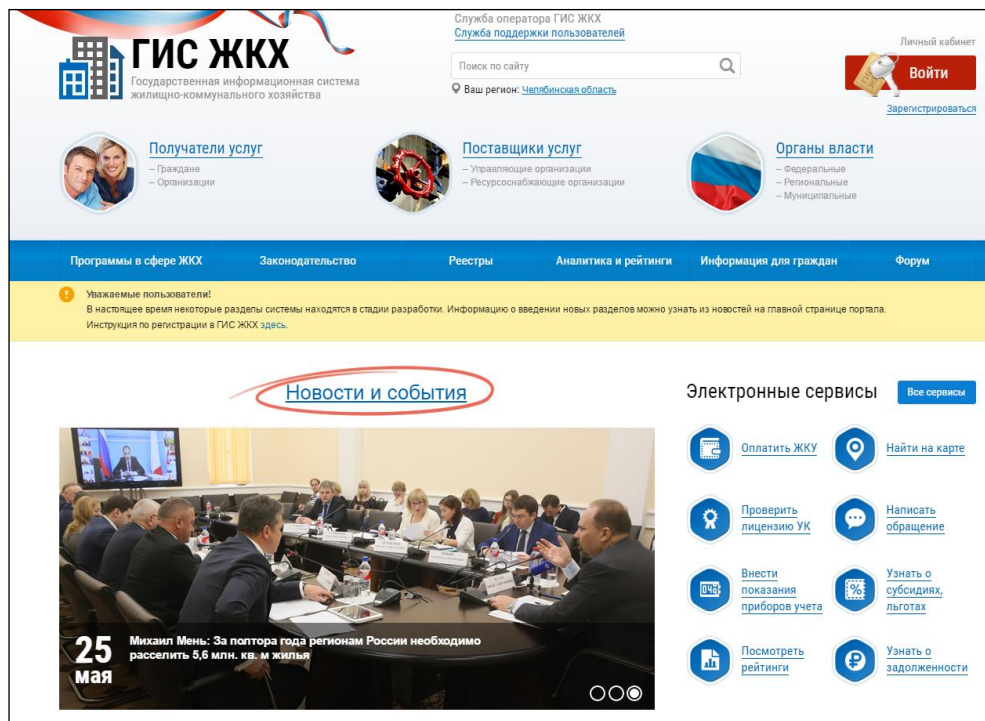 Служба оператора ГИС ЖКХ
Служба поддержки пользователей
ГИС ЖКХ
Государственная информационная система
жилищно-коммунального хозяйства
Поиск по сайту
Ваш регион: Челябинская область
Личный кабинет
Войти
Зарегистрироваться
Получатели услуг
– Граждане
– Организации
Поставщики услуг
– Управляющие организации
– Ресурсоснабжающие организации
Органы власти
– Федеральные
– Региональные
– Муниципальные
Программы в сфере ЖКХ
Законодательство
Реестры
Аналитика и рейтинги
Информация для граждан
Форум
Уважаемые пользователи!
В настоящее время некоторые разделы системы находятся в стадии разработки. Информацию о введении новых разделов можно узнать из новостей на главной странице портала.
Инструкция по регистрации в ГИС ЖКХ здесь.
Новости и события
25
мая
Михаил Мень: За полтора года регионам России необходимо
расселить 5,6 млн. кв. м жилья
Электронные сервисы
Все сервисы
Оплатить ЖКУ
Найти на карте
Проверить
лицензию УК
Написать
обращение
Внести
показания
приборов учета
Узнать о
субсидиях,
льготах
Посмотреть
рейтинги
Узнать о
задолженности